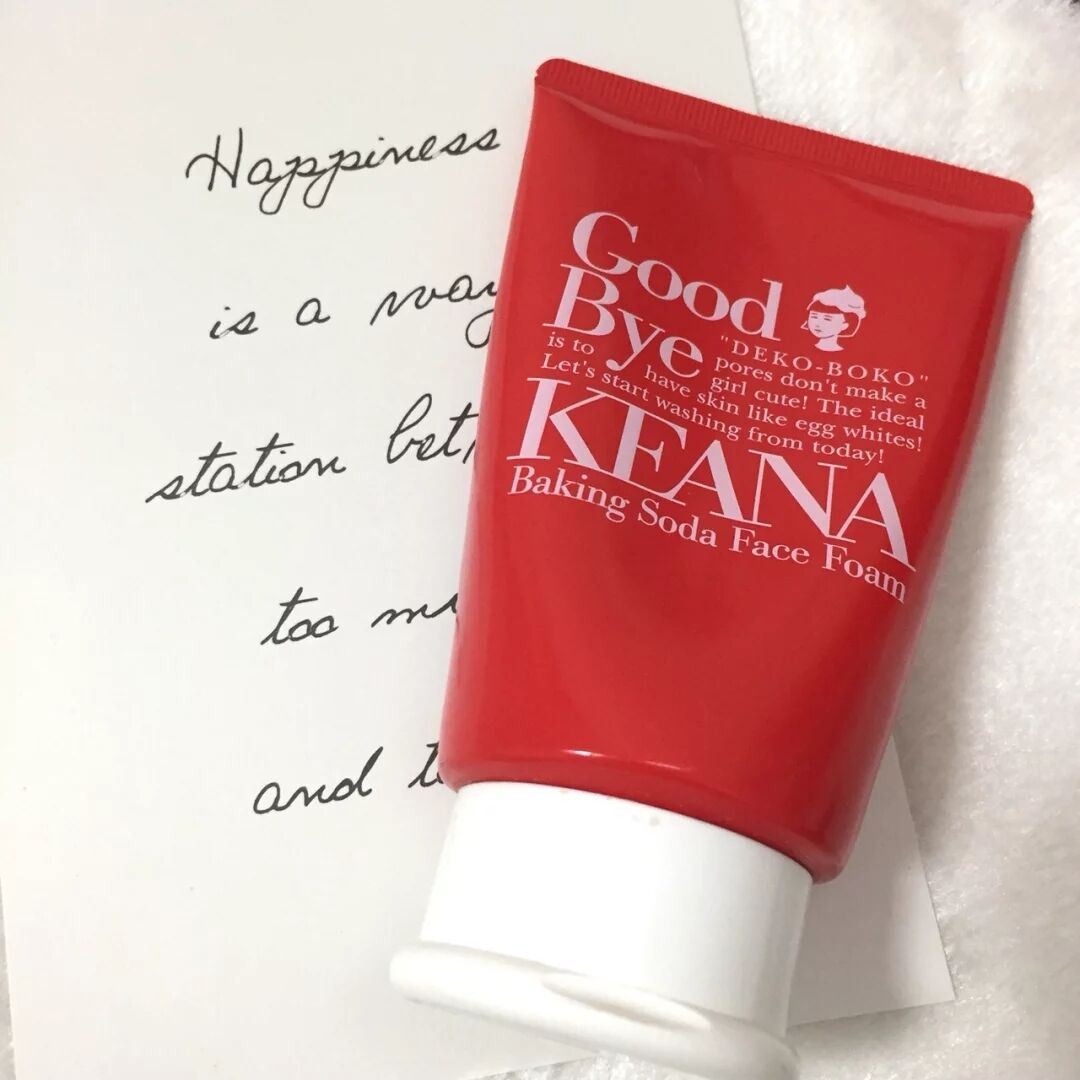 Happiness
is a way
station
too
and
Good
Bye
"DEKO-BOKO"
pores don't make a
girl cute! The ideal
is to have skin like egg whites!
Let's start washing from today!
KEANA
Baking Soda Face Foam